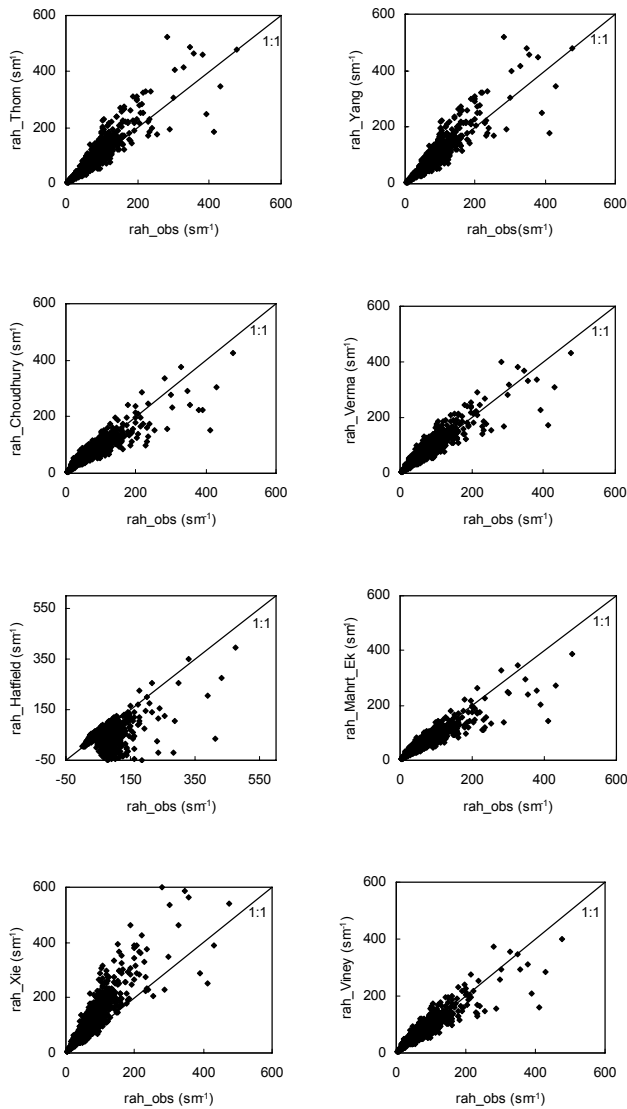 600
400
200
0
rah_Thom (sm⁻¹)
1:1
0 200 400 600
rah_obs (sm⁻¹)
600
400
200
0
rah_Yang (sm⁻¹)
1:1
0 200 400 600
rah_obs(sm⁻¹)
600
400
200
0
rah_Choudhury (sm⁻¹)
1:1
0 200 400 600
rah_obs (sm⁻¹)
600
400
200
0
rah_Verma (sm⁻¹)
1:1
0 200 400 600
rah_obs (sm⁻¹)
550
350
150
-50
rah_Hatfield (sm⁻¹)
1:1
-50 150 350 550
rah_obs (sm⁻¹)
600
400
200
0
rah_Mahrt_Ek (sm¹)
1:1
0 200 400 600
rah_obs (sm⁻¹)
600
400
200
0
rah_Xie (sm⁻¹)
1:1
0 200 400 600
rah_obs (sm⁻¹)
600
400
200
0
rah_Viney (sm⁻¹)
1:1
0 200 400 600
rah_obs (sm⁻¹)